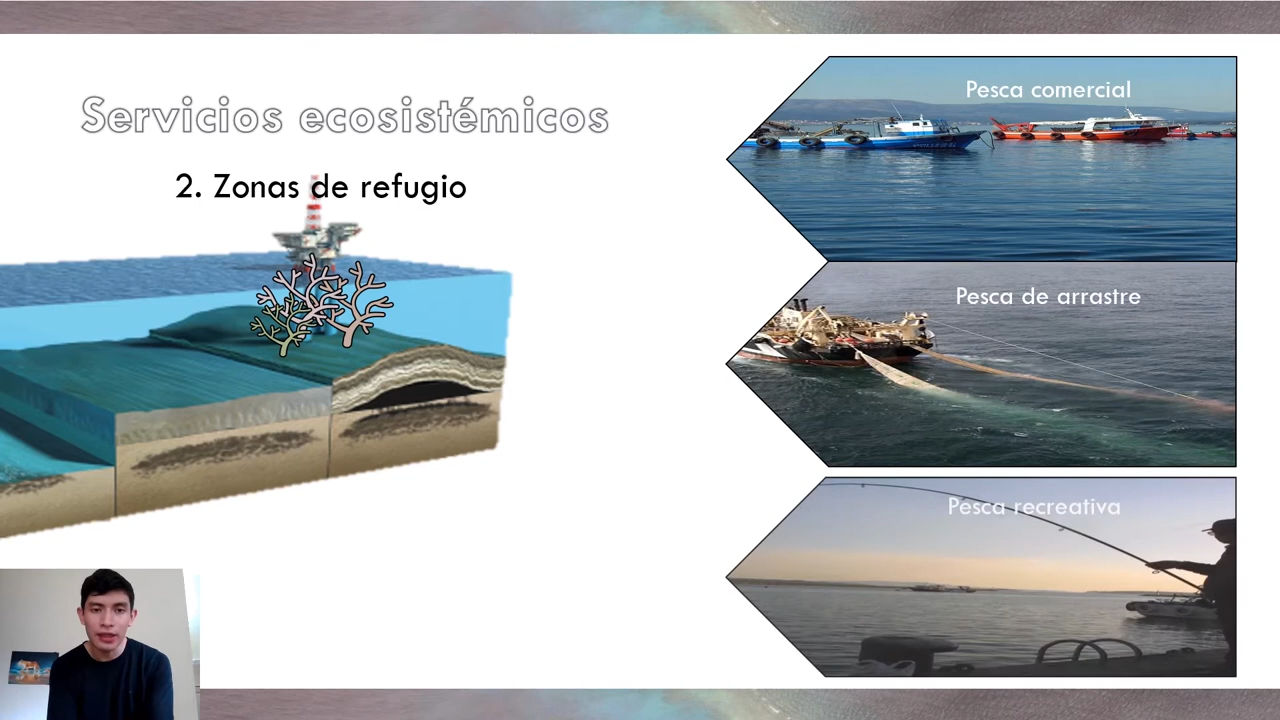 Servicios ecosistémicos
2. Zonas de refugio
Pesca comercial
Pesca de arrastre
Pesca recreativa